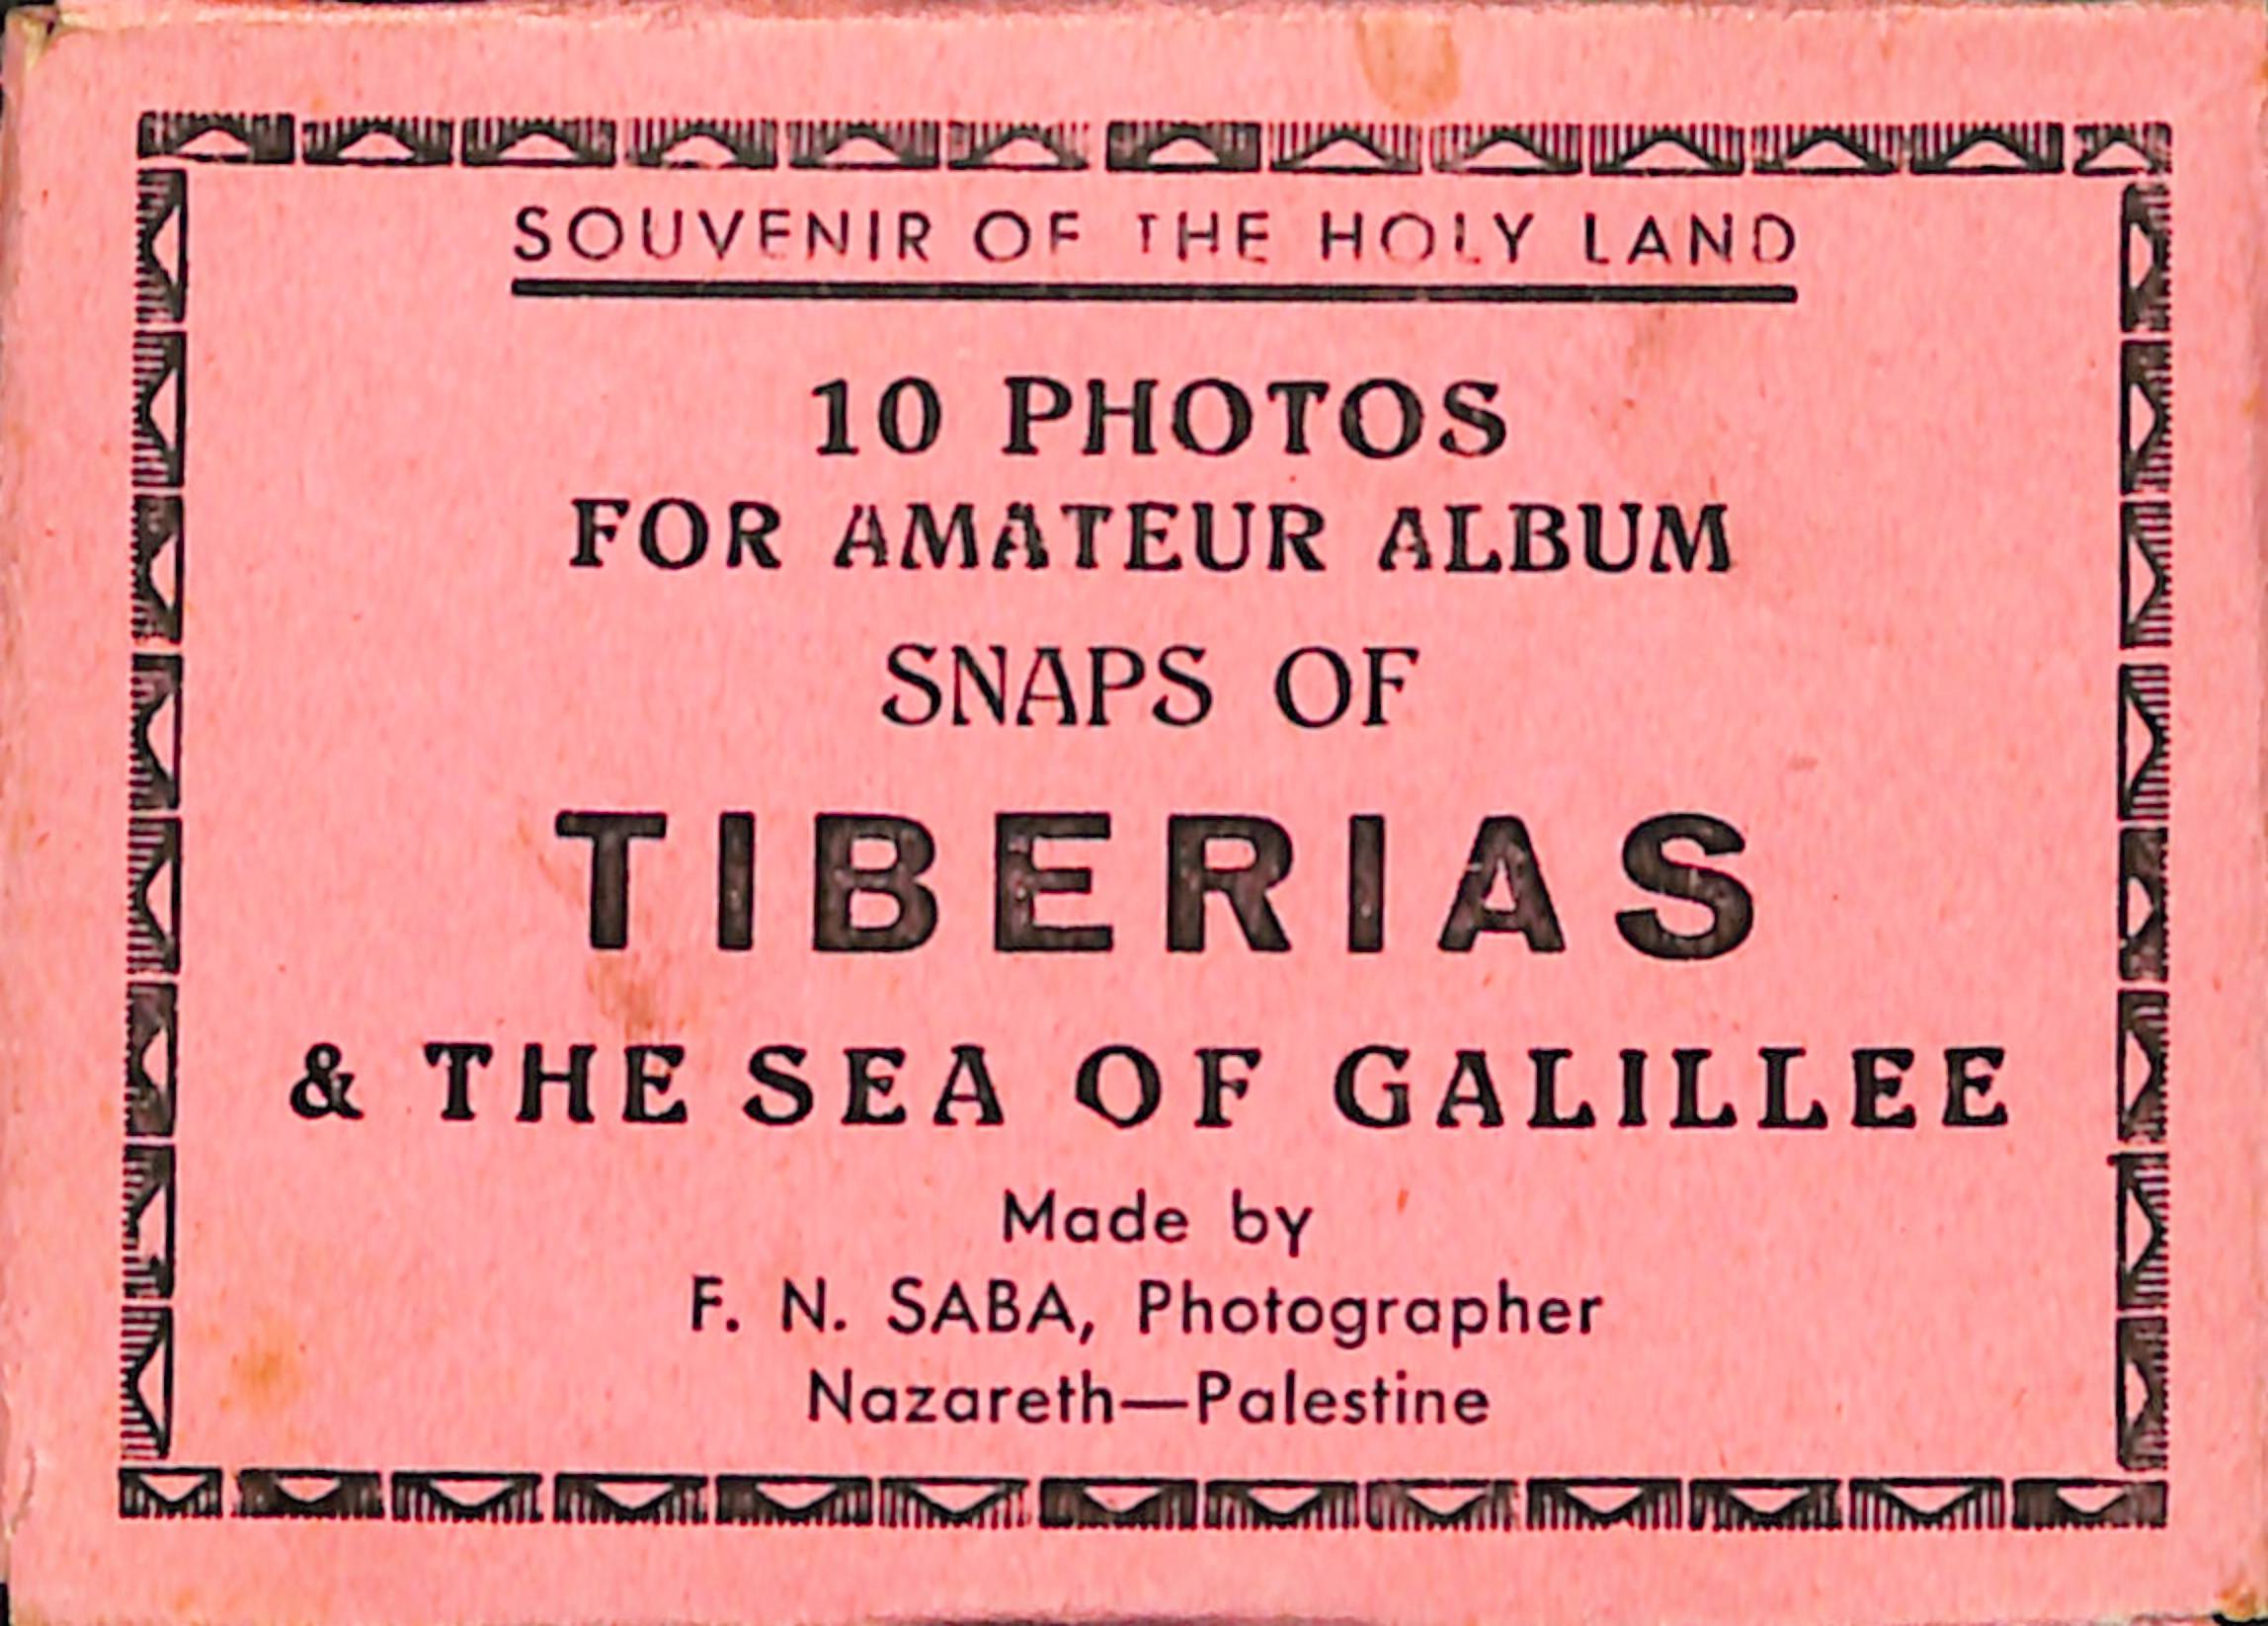 SOUVENIR OF THE HOLY LAND
10 PHOTOS
FOR AMATEUR ALBUM
SNAPS OF
TIBERIAS
& THE SEA OF GALILLEE
Made by
F. N. SABA, Photographer
Nazareth—Palestine